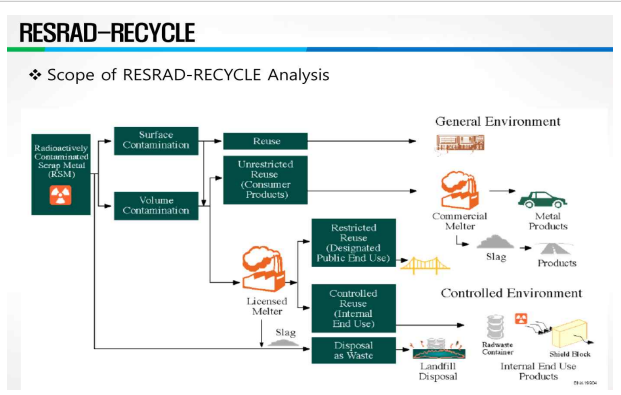 RESRAD-RECYCLE
❖ Scope of RESRAD-RECYCLE Analysis
General Environment
Radioactively
Contaminated
Scrap Metal
(RSM)
Surface
Contamination
Reuse
Unrestricted
Reuse
(Consumer
Products)
Volume
Contamination
Commercial
Melter
Metal
Products
Slag
Products
Restricted
Reuse
(Designated
Public End Use)
Licensed
Melter
Controlled
Reuse
(Internal
End Use)
Controlled Environment
Slag
Disposal
as Waste
Landfill
Disposal
Radwaste
Container
Shield Block
Internal End Use
Products